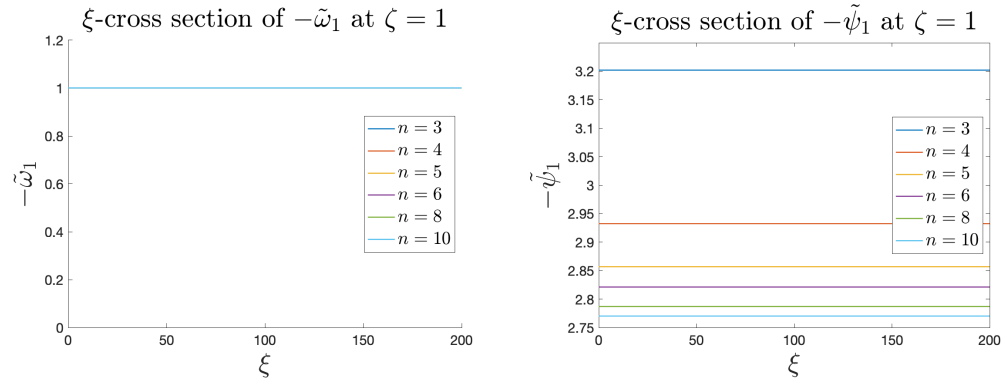 ξ-cross section of −ω̃₁ at ζ = 1
1.2
1
0.8
0.6
0.4
0.2
0
0
50
100
150
200
−ω̃₁
ξ
n = 3
n = 4
n = 5
n = 6
n = 8
n = 10
ξ-cross section of −ψ̃₁ at ζ = 1
3.2
3.15
3.1
3.05
3
2.95
2.9
2.85
2.8
2.75
0
50
100
150
200
−ψ̃₁
ξ
n = 3
n = 4
n = 5
n = 6
n = 8
n = 10